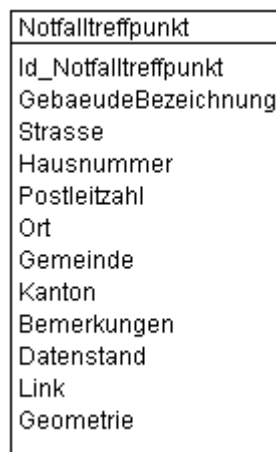 Notfalltreffpunkt
Id_Notfalltreffpunkt
GebaeudeBezeichnung
Strasse
Hausnummer
Postleitzahl
Ort
Gemeinde
Kanton
Bemerkungen
Datenstand
Link
Geometrie